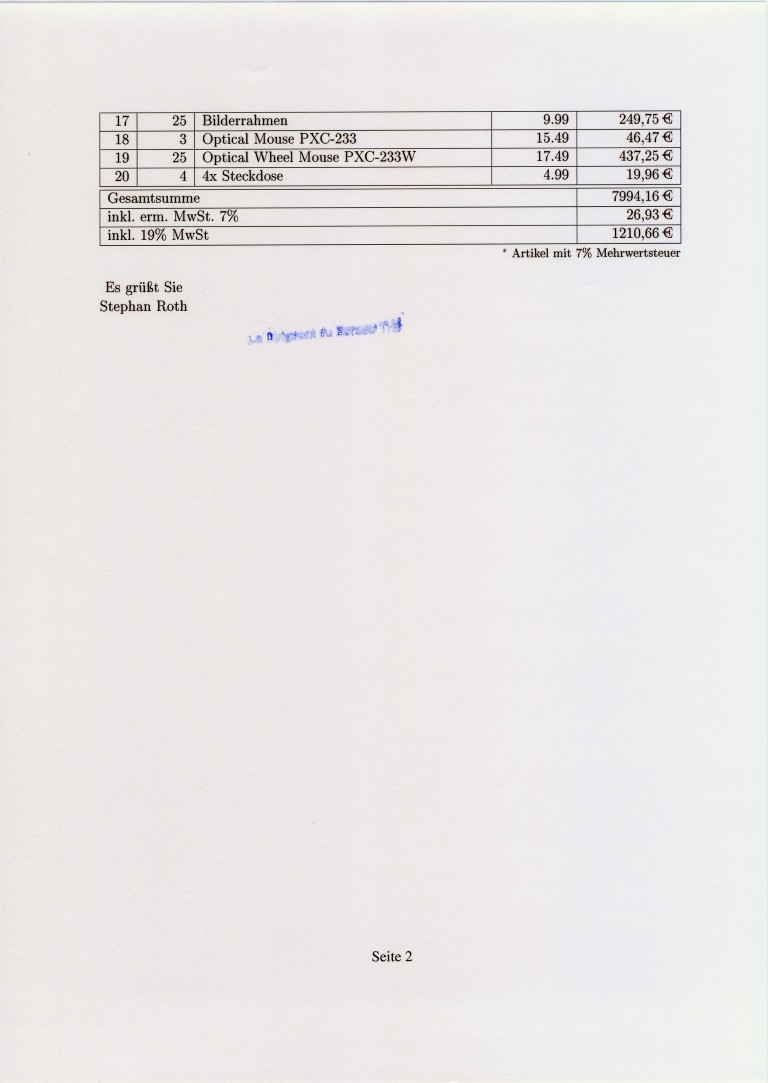 17 25 Bilderrahmen 9.99 249,75 €
18 3 Optical Mouse PXC-233 15.49 46,47 €
19 25 Optical Wheel Mouse PXC-233W 17.49 437,25 €
20 4 4x Steckdose 4.99 19,96 €
Gesamtsumme 7994,16 €
inkl. erm. MwSt. 7% 26,93 €
inkl. 19% MwSt 1210,66 €
* Artikel mit 7% Mehrwertsteuer
Es grüßt Sie
Stephan Roth
Seite 2